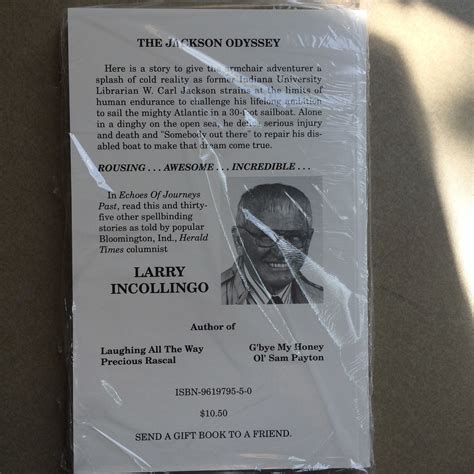 THE JACKSON ODYSSEY
Here is a story to give the armchair adventurer a
splash of cold reality as former Indiana University
Librarian W. Carl Jackson strains at the limits of
human endurance to challenge his lifelong ambition
to sail the mighty Atlantic in a 30-foot sailboat. Alone
in a dinghy on the open sea, he defies serious injury
and death and "Somebody out there" to repair his dis-
abled boat to make that dream come true.
ROUSING . . . AWESOME . . . INCREDIBLE . . .
In Echoes Of Journeys
Past, read this and thirty-
five other spellbinding
stories as told by popular
Bloomington, Ind., Herald
Times columnist
LARRY
INCOLLINGO
Author of
Laughing All The Way
Precious Rascal
G'bye My Honey
Ol' Sam Payton
ISBN-9619795-5-0
$10.50
SEND A GIFT BOOK TO A FRIEND.